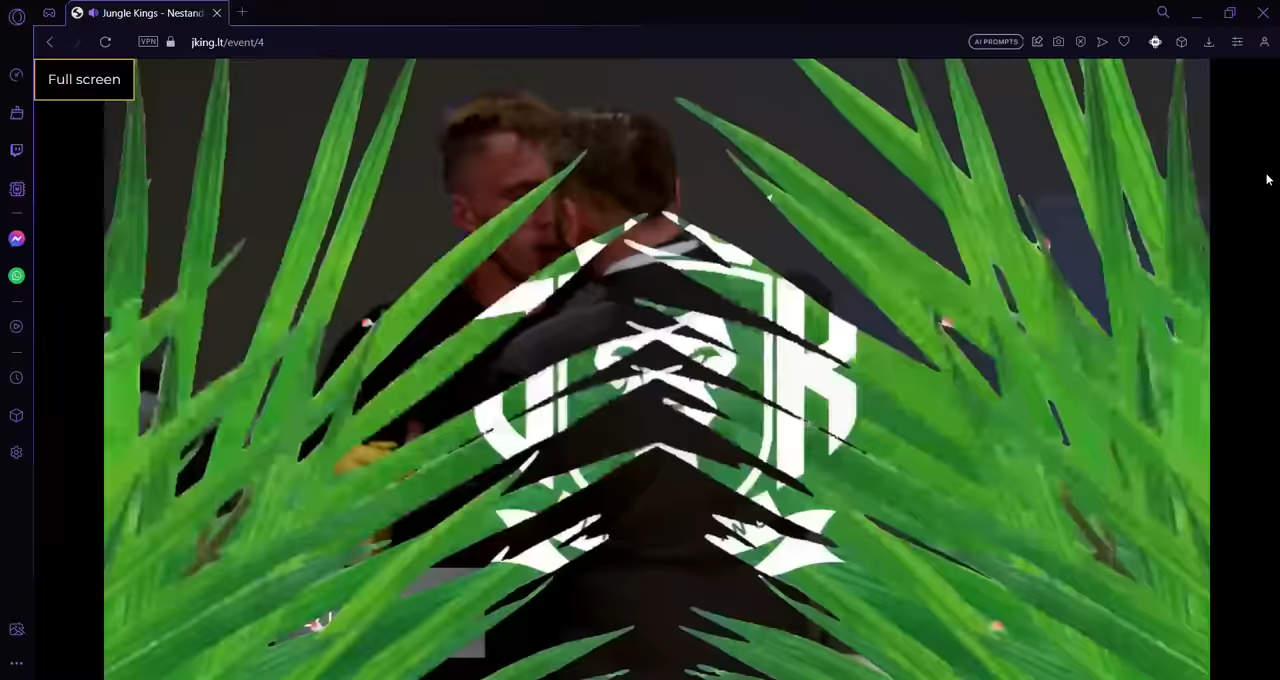 Jungle Kings - Nestand
VPN
jking.lt/event/4
AI PROMPTS
Full screen
J K